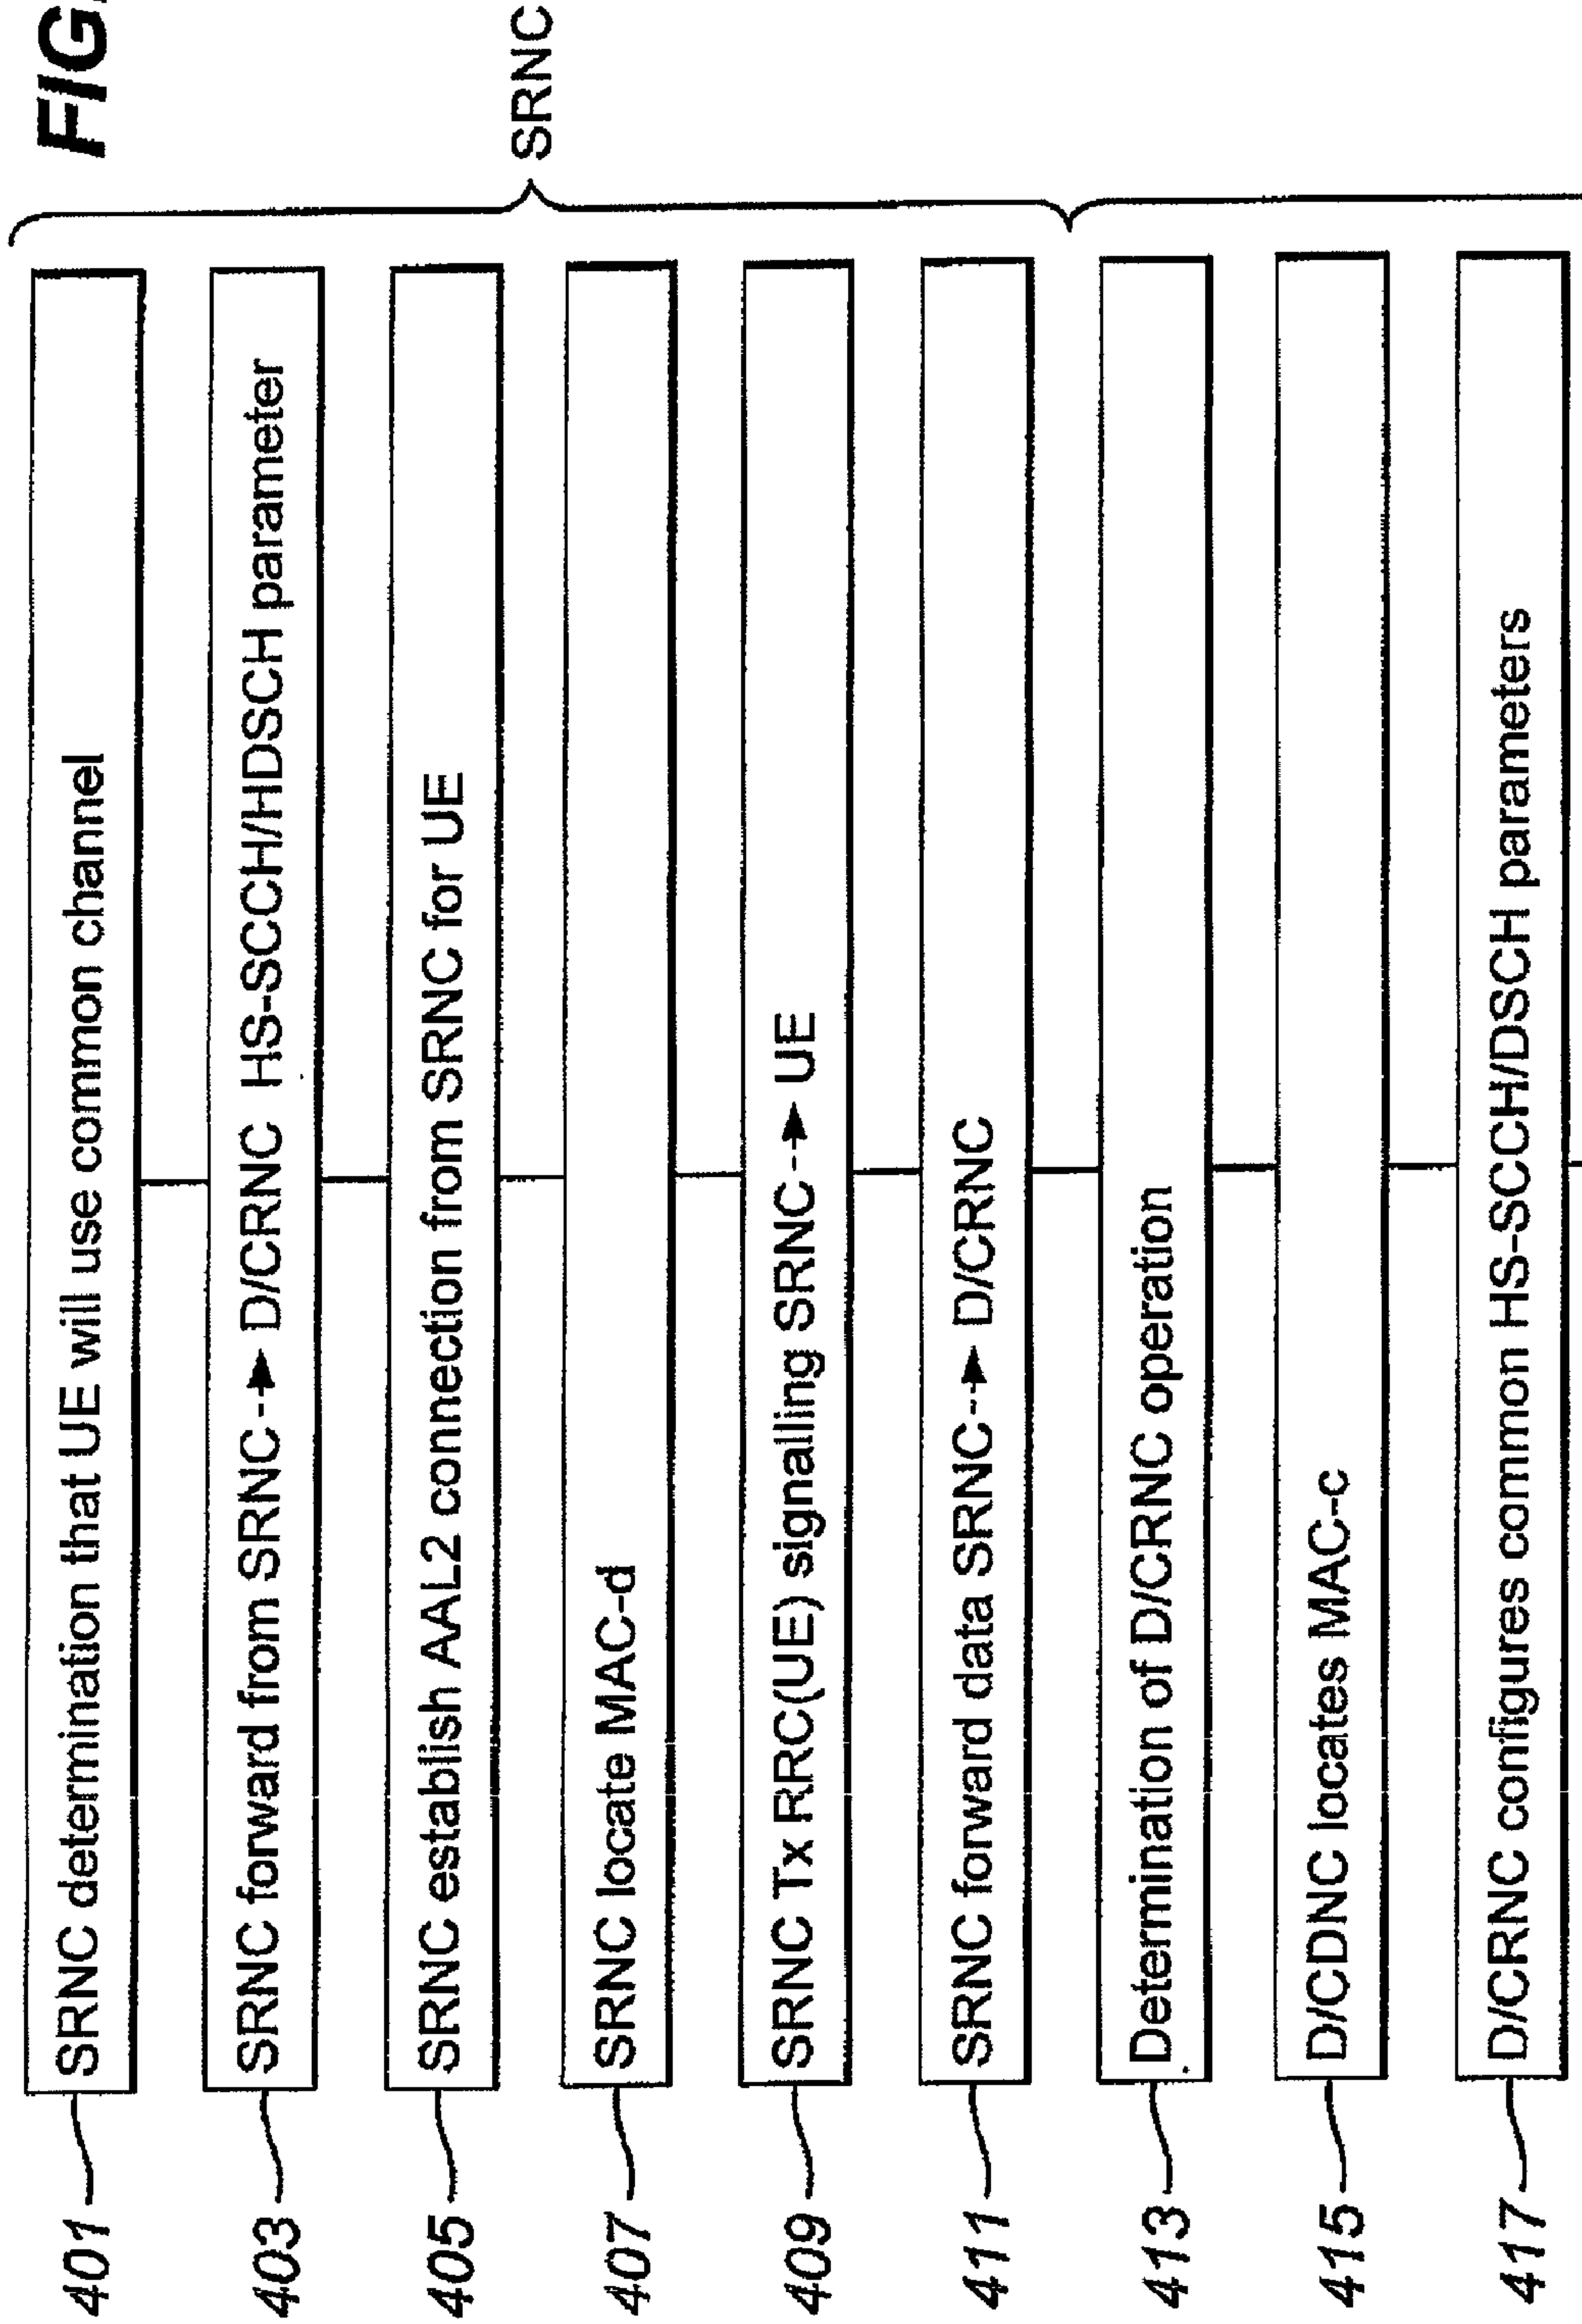 FIG.
401
SRNC determination that UE will use common channel
403
SRNC forward from SRNC --→ D/CRNC HS-SCCH/HDSCH parameter
405
SRNC establish AAL2 connection from SRNC for UE
407
SRNC locate MAC-d
409
SRNC Tx RRC(UE) signalling SRNC --→ UE
411
SRNC forward data SRNC --→ D/CRNC
SRNC
413
Determination of D/CRNC operation
415
D/CDNC locates MAC-c
417
D/CRNC configures common HS-SCCH/DSCH parameters